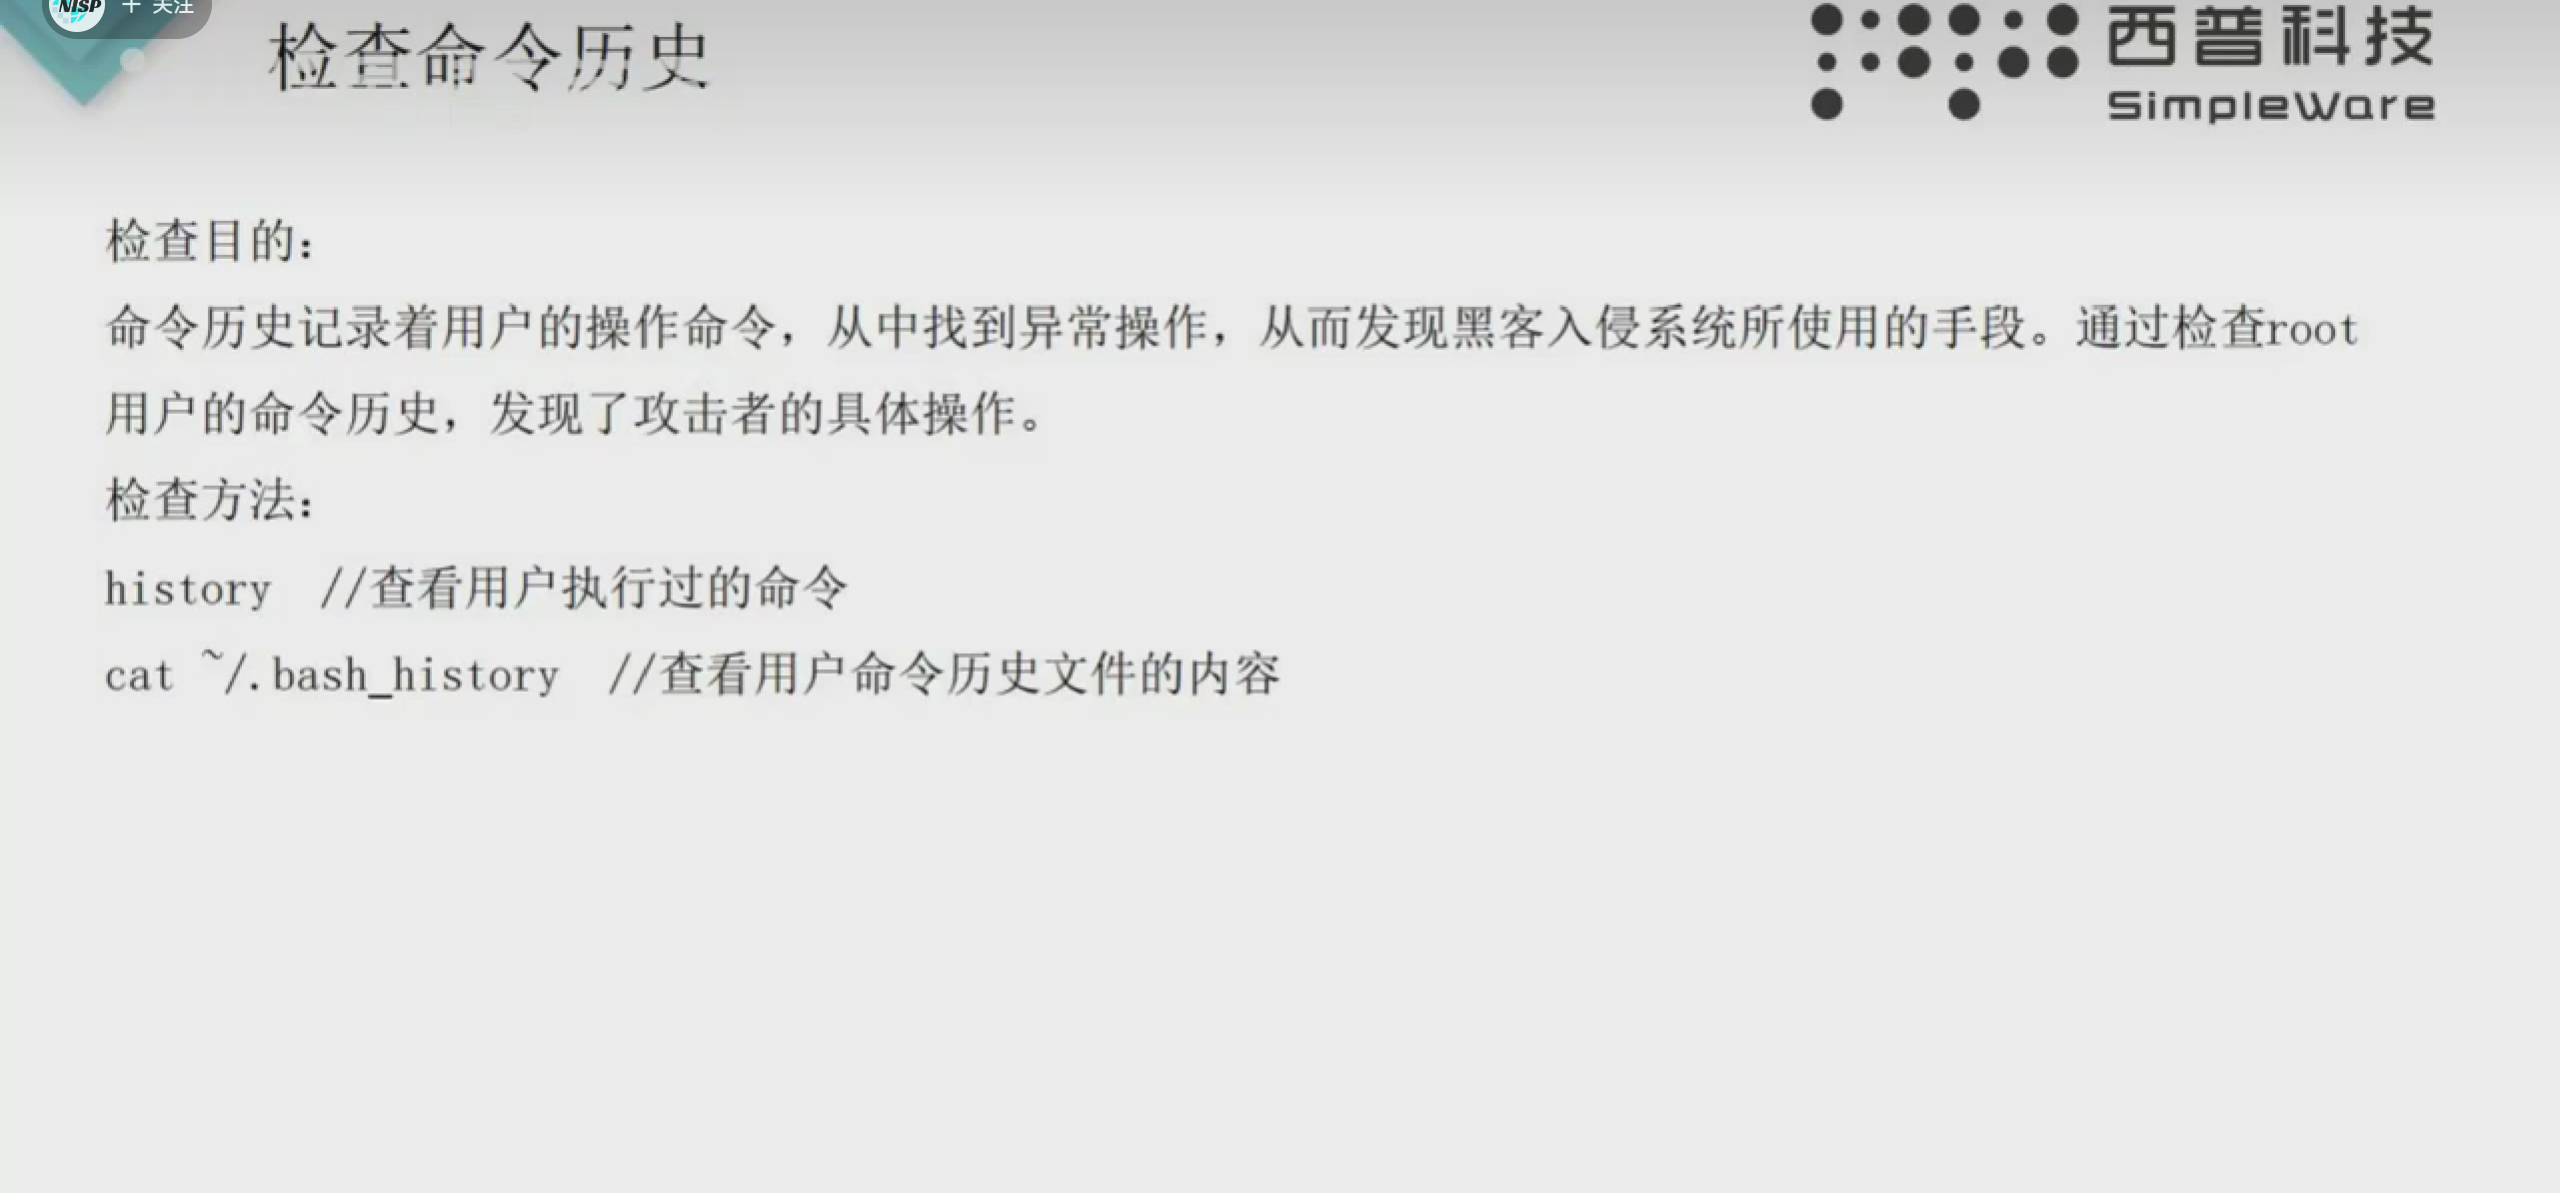 NISP
十 关注
检查命令历史
西普科技
SimpleWare
检查目的：
命令历史记录着用户的操作命令，从中找到异常操作，从而发现黑客入侵系统所使用的手段。通过检查root
用户的命令历史，发现了攻击者的具体操作。
检查方法：
history //查看用户执行过的命令
cat ~/.bash_history //查看用户命令历史文件的内容